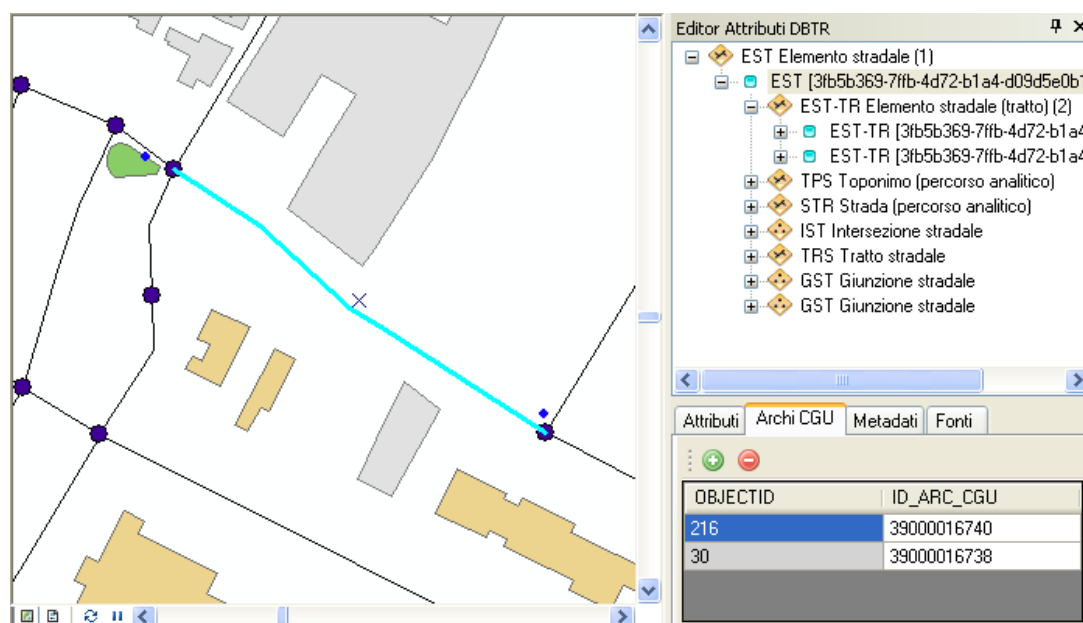 Editor Attributi DBTR
EST Elemento stradale (1)
EST [3fb5b369-7ffb-4d72-b1a4-d09d5e0b1
EST-TR Elemento stradale (tratto) (2)
EST-TR [3fb5b369-7ffb-4d72-b1a4
EST-TR [3fb5b369-7ffb-4d72-b1a4
TPS Toponimo (percorso analitico)
STR Strada (percorso analitico)
IST Intersezione stradale
TRS Tratto stradale
GST Giunzione stradale
GST Giunzione stradale
Attributi Archi CGU Metadati Fonti
OBJECTID ID_ARC_CGU
216 39000016740
30 39000016738